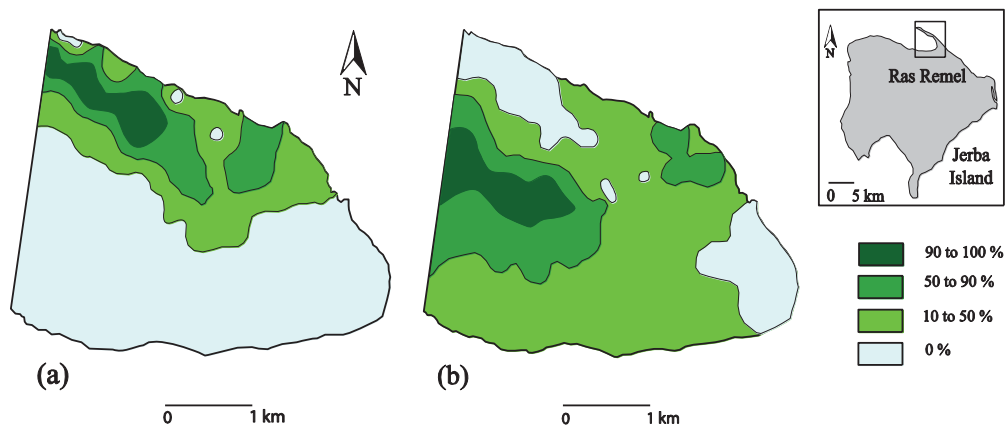 N
(a)
0 1 km
(b)
0 1 km
N
Ras Remel
Jerba
Island
0 5 km
90 to 100 %
50 to 90 %
10 to 50 %
0 %